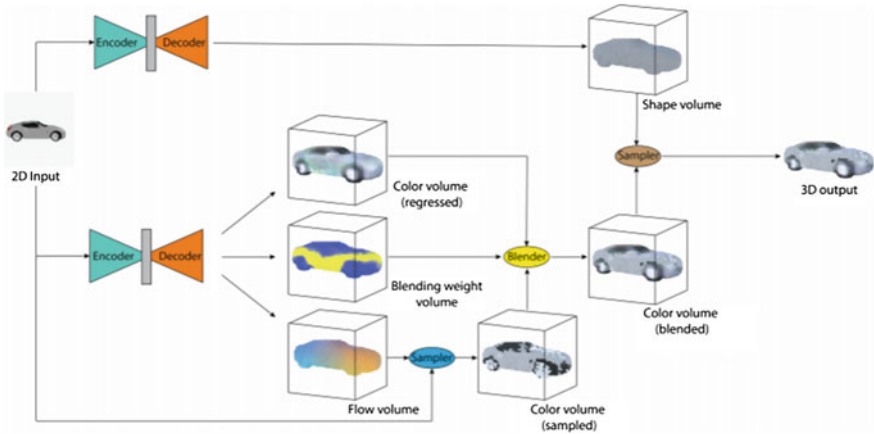 Encoder
Decoder
Shape volume
2D Input
Sampler
3D output
Color volume
(regressed)
Encoder
Decoder
Blender
Blending weight
volume
Color volume
(blended)
Sampler
Flow volume
Color volume
(sampled)